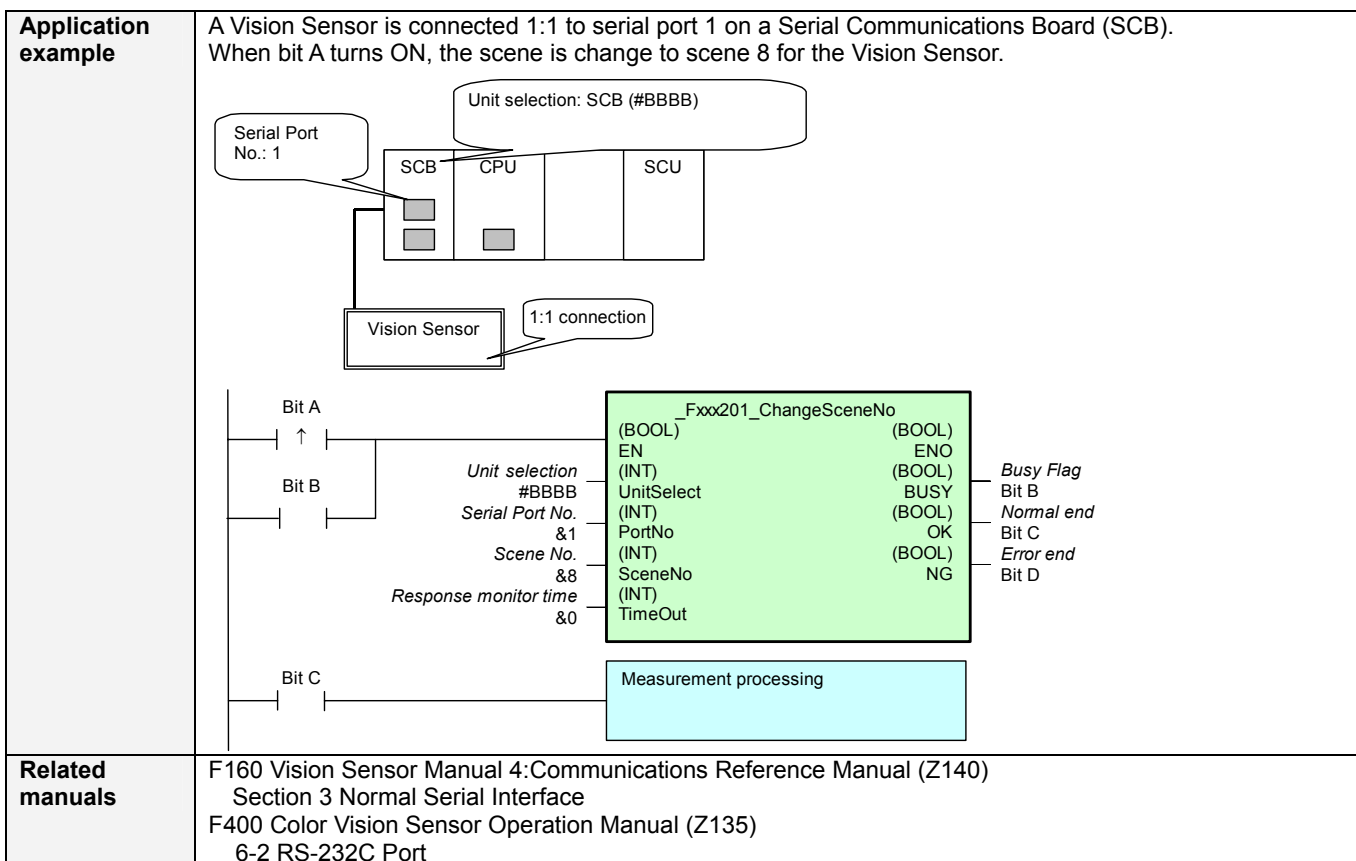 Application example
A Vision Sensor is connected 1:1 to serial port 1 on a Serial Communications Board (SCB).
When bit A turns ON, the scene is change to scene 8 for the Vision Sensor.
Unit selection: SCB (#BBBB)
Serial Port
No.: 1
SCB
CPU
SCU
Vision Sensor
1:1 connection
Bit A
↑
Bit B
_Fxxx201_ChangeSceneNo
(BOOL) (BOOL)
EN ENO
Unit selection (INT) (BOOL) Busy Flag
#BBBB UnitSelect BUSY Bit B
Serial Port No. (INT) (BOOL) Normal end
&1 PortNo OK Bit C
Scene No. (INT) (BOOL) Error end
&8 SceneNo NG Bit D
Response monitor time (INT)
&0 TimeOut
Bit C
Measurement processing
Related manuals
F160 Vision Sensor Manual 4:Communications Reference Manual (Z140)
Section 3 Normal Serial Interface
F400 Color Vision Sensor Operation Manual (Z135)
6-2 RS-232C Port